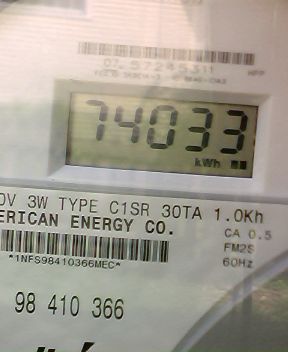 74033
kWh
0V 3W TYPE C1SR 30TA 1.0Kh
ERICAN ENERGY CO.
CA 0.5
FM2S
*1NFS98410366MEC*
60Hz
98 410 366